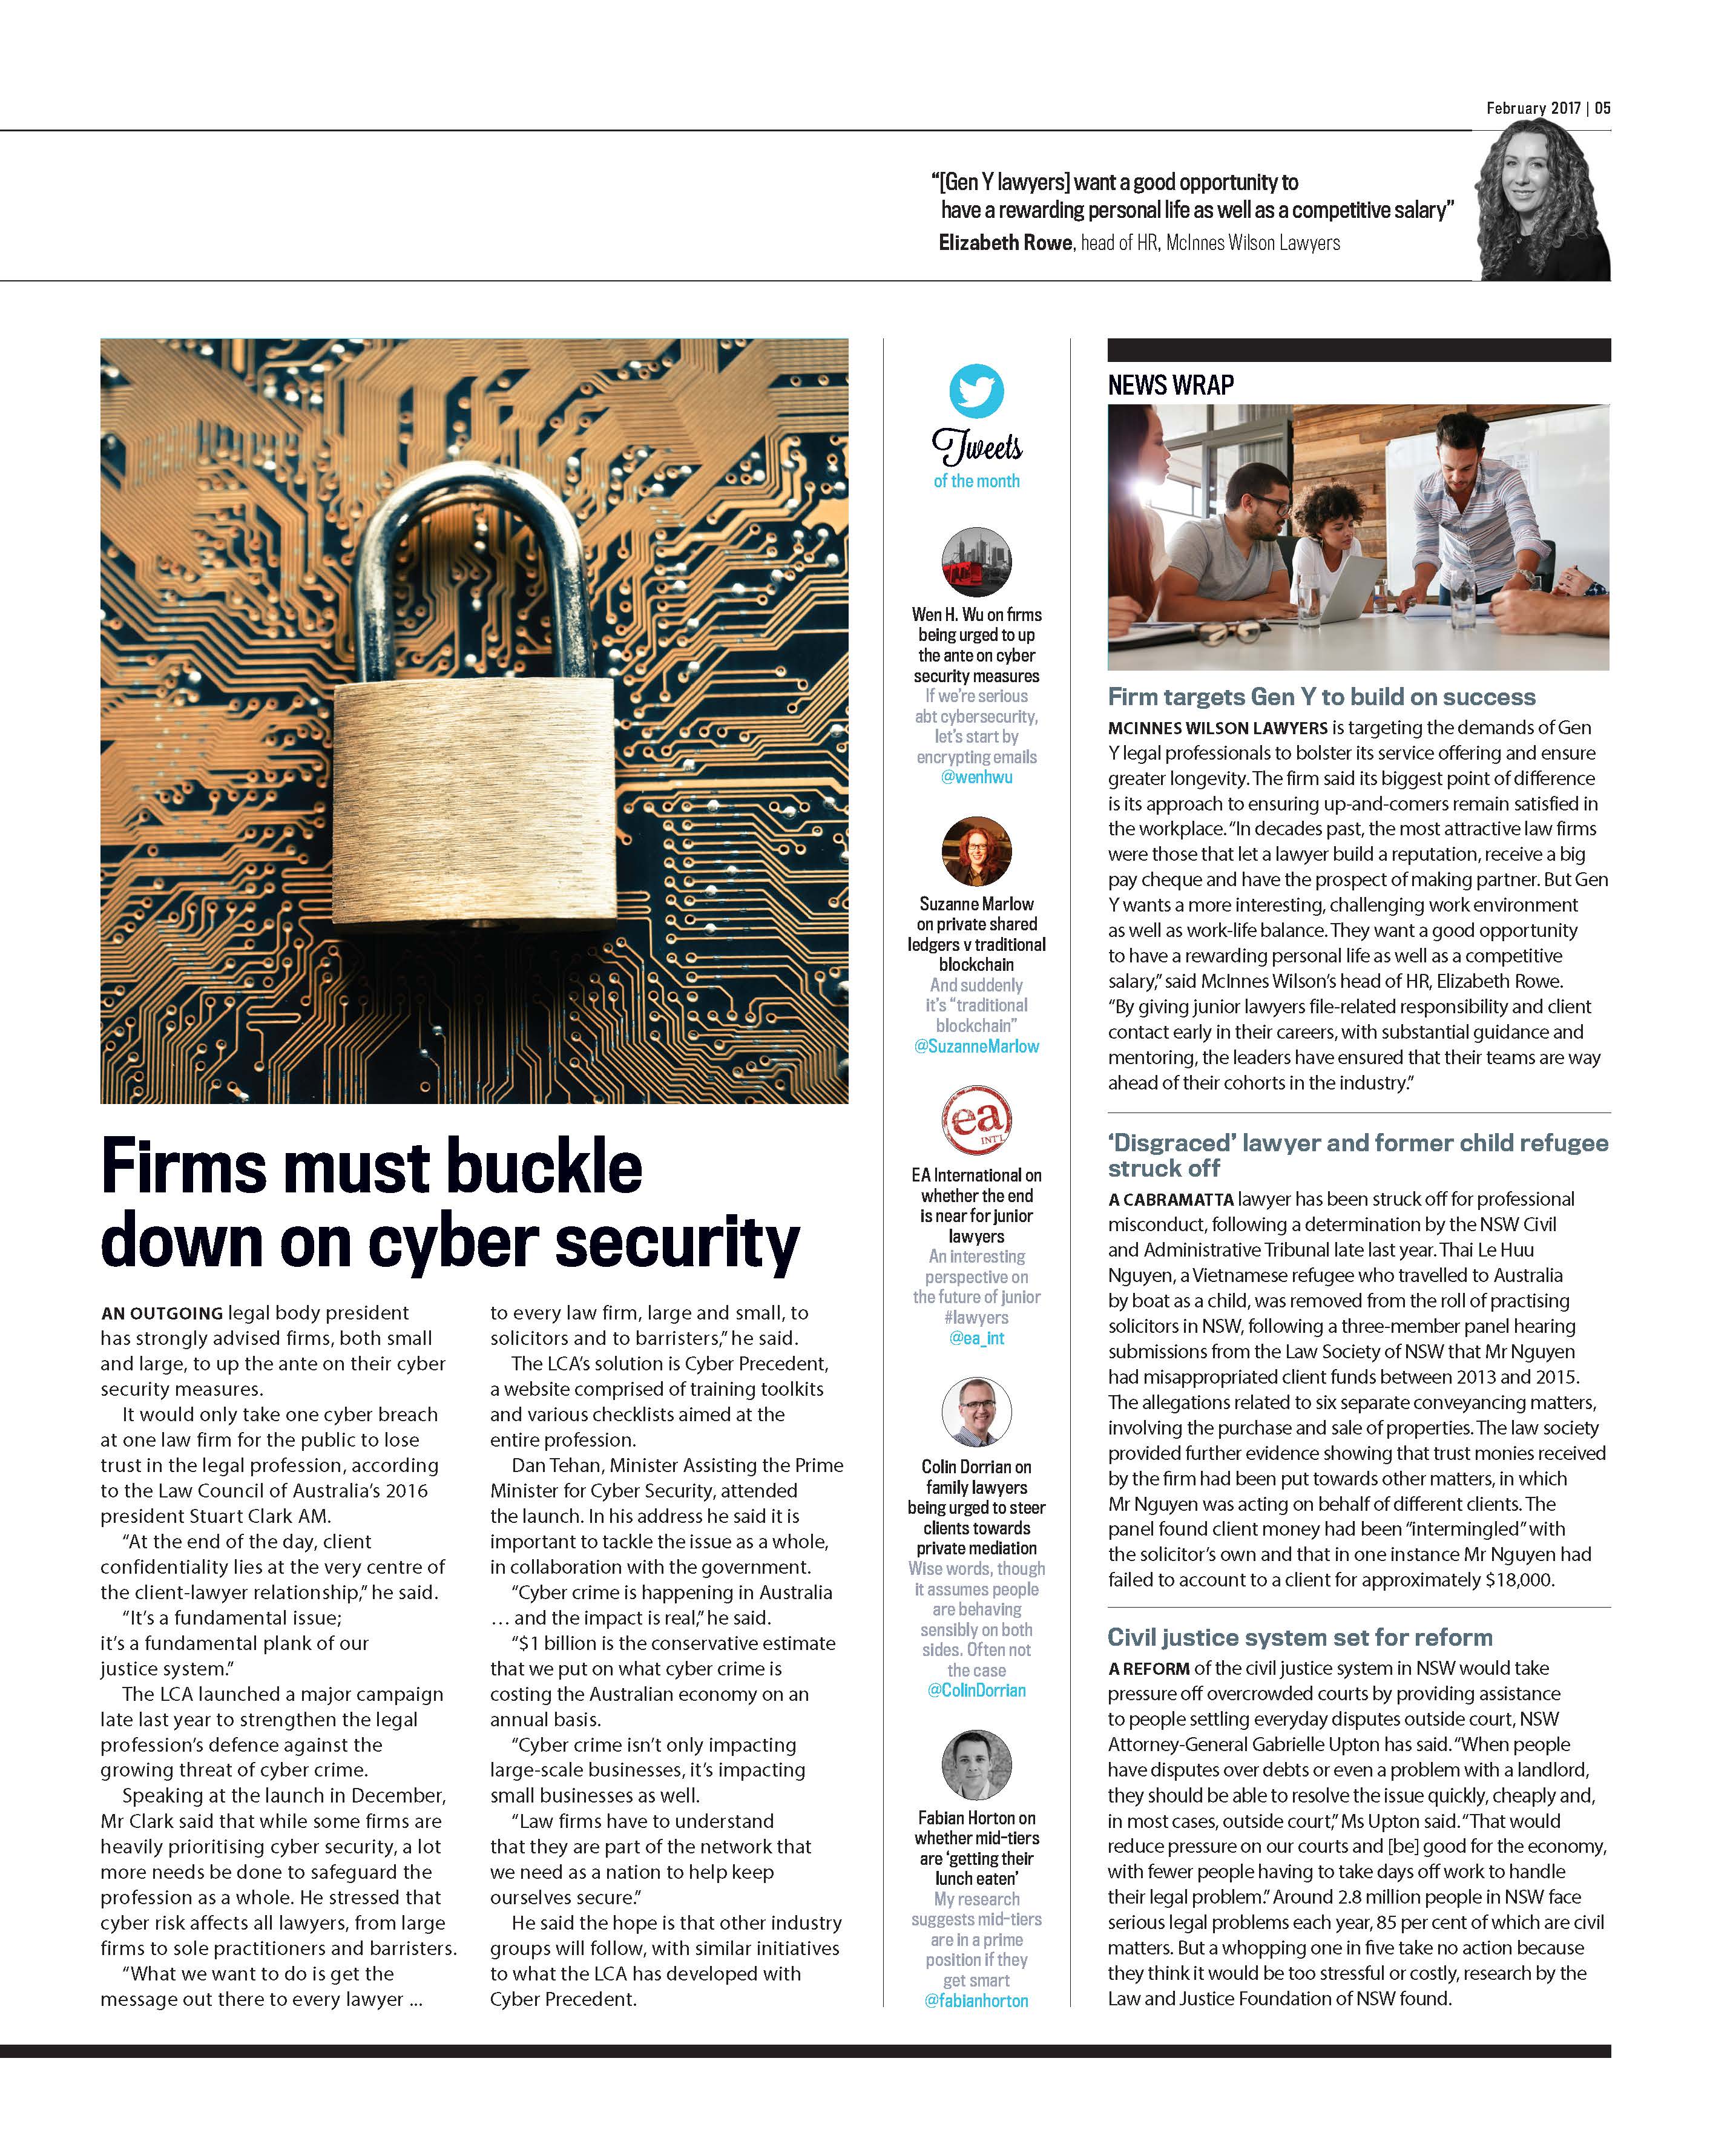 February 2017 | 05
“[Gen Y lawyers] want a good opportunity to
have a rewarding personal life as well as a competitive salary”
Elizabeth Rowe, head of HR, McInnes Wilson Lawyers
Firms must buckle
down on cyber security
AN OUTGOING legal body president
has strongly advised firms, both small
and large, to up the ante on their cyber
security measures.
It would only take one cyber breach
at one law firm for the public to lose
trust in the legal profession, according
to the Law Council of Australia’s 2016
president Stuart Clark AM.
“At the end of the day, client
confidentiality lies at the very centre of
the client-lawyer relationship,” he said.
“It’s a fundamental issue;
it’s a fundamental plank of our
justice system.”
The LCA launched a major campaign
late last year to strengthen the legal
profession’s defence against the
growing threat of cyber crime.
Speaking at the launch in December,
Mr Clark said that while some firms are
heavily prioritising cyber security, a lot
more needs be done to safeguard the
profession as a whole. He stressed that
cyber risk affects all lawyers, from large
firms to sole practitioners and barristers.
“What we want to do is get the
message out there to every lawyer ...
to every law firm, large and small, to
solicitors and to barristers,” he said.
The LCA’s solution is Cyber Precedent,
a website comprised of training toolkits
and various checklists aimed at the
entire profession.
Dan Tehan, Minister Assisting the Prime
Minister for Cyber Security, attended
the launch. In his address he said it is
important to tackle the issue as a whole,
in collaboration with the government.
“Cyber crime is happening in Australia
… and the impact is real,” he said.
“$1 billion is the conservative estimate
that we put on what cyber crime is
costing the Australian economy on an
annual basis.
“Cyber crime isn’t only impacting
large-scale businesses, it’s impacting
small businesses as well.
“Law firms have to understand
that they are part of the network that
we need as a nation to help keep
ourselves secure.”
He said the hope is that other industry
groups will follow, with similar initiatives
to what the LCA has developed with
Cyber Precedent.
Tweets
of the month
Wen H. Wu on firms
being urged to up
the ante on cyber
security measures
If we’re serious
abt cybersecurity,
let’s start by
encrypting emails
@wenhwu
Suzanne Marlow
on private shared
ledgers v traditional
blockchain
And suddenly
it’s “traditional
blockchain”
@SuzanneMarlow
ea
INT'L
EA International on
whether the end
is near for junior
lawyers
An interesting
perspective on
the future of junior
#lawyers
@ea_int
Colin Dorrian on
family lawyers
being urged to steer
clients towards
private mediation
Wise words, though
it assumes people
are behaving
sensibly on both
sides. Often not
the case
@ColinDorrian
Fabian Horton on
whether mid-tiers
are ‘getting their
lunch eaten’
My research
suggests mid-tiers
are in a prime
position if they
get smart
@fabianhorton
NEWS WRAP
Firm targets Gen Y to build on success
MCINNES WILSON LAWYERS is targeting the demands of Gen
Y legal professionals to bolster its service offering and ensure
greater longevity. The firm said its biggest point of difference
is its approach to ensuring up-and-comers remain satisfied in
the workplace. “In decades past, the most attractive law firms
were those that let a lawyer build a reputation, receive a big
pay cheque and have the prospect of making partner. But Gen
Y wants a more interesting, challenging work environment
as well as work-life balance. They want a good opportunity
to have a rewarding personal life as well as a competitive
salary,” said McInnes Wilson’s head of HR, Elizabeth Rowe.
“By giving junior lawyers file-related responsibility and client
contact early in their careers, with substantial guidance and
mentoring, the leaders have ensured that their teams are way
ahead of their cohorts in the industry.”
‘Disgraced’ lawyer and former child refugee
struck off
A CABRAMATTA lawyer has been struck off for professional
misconduct, following a determination by the NSW Civil
and Administrative Tribunal late last year. Thai Le Huu
Nguyen, a Vietnamese refugee who travelled to Australia
by boat as a child, was removed from the roll of practising
solicitors in NSW, following a three-member panel hearing
submissions from the Law Society of NSW that Mr Nguyen
had misappropriated client funds between 2013 and 2015.
The allegations related to six separate conveyancing matters,
involving the purchase and sale of properties. The law society
provided further evidence showing that trust monies received
by the firm had been put towards other matters, in which
Mr Nguyen was acting on behalf of different clients. The
panel found client money had been “intermingled” with
the solicitor’s own and that in one instance Mr Nguyen had
failed to account to a client for approximately $18,000.
Civil justice system set for reform
A REFORM of the civil justice system in NSW would take
pressure off overcrowded courts by providing assistance
to people settling everyday disputes outside court, NSW
Attorney-General Gabrielle Upton has said. “When people
have disputes over debts or even a problem with a landlord,
they should be able to resolve the issue quickly, cheaply and,
in most cases, outside court,” Ms Upton said. “That would
reduce pressure on our courts and [be] good for the economy,
with fewer people having to take days off work to handle
their legal problem.” Around 2.8 million people in NSW face
serious legal problems each year, 85 per cent of which are civil
matters. But a whopping one in five take no action because
they think it would be too stressful or costly, research by the
Law and Justice Foundation of NSW found.